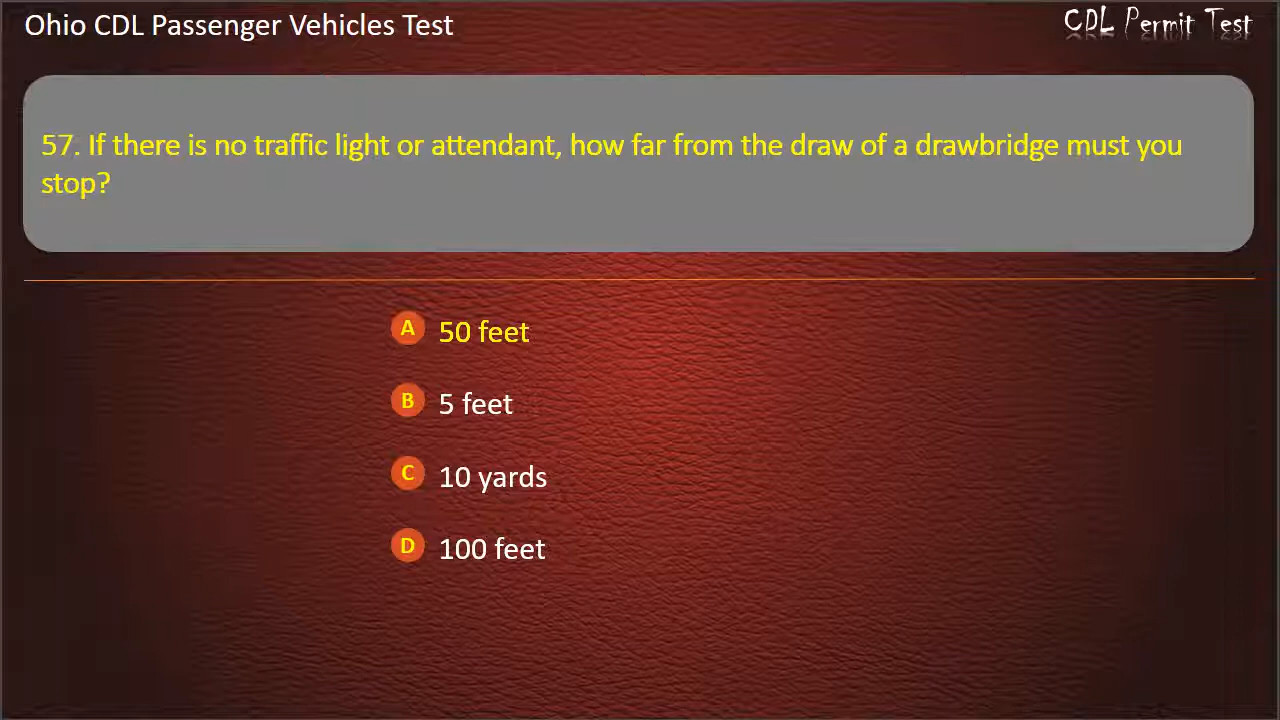 Ohio CDL Passenger Vehicles Test
CDL Permit Test
57. If there is no traffic light or attendant, how far from the draw of a drawbridge must you
stop?
A 50 feet
B 5 feet
C 10 yards
D 100 feet